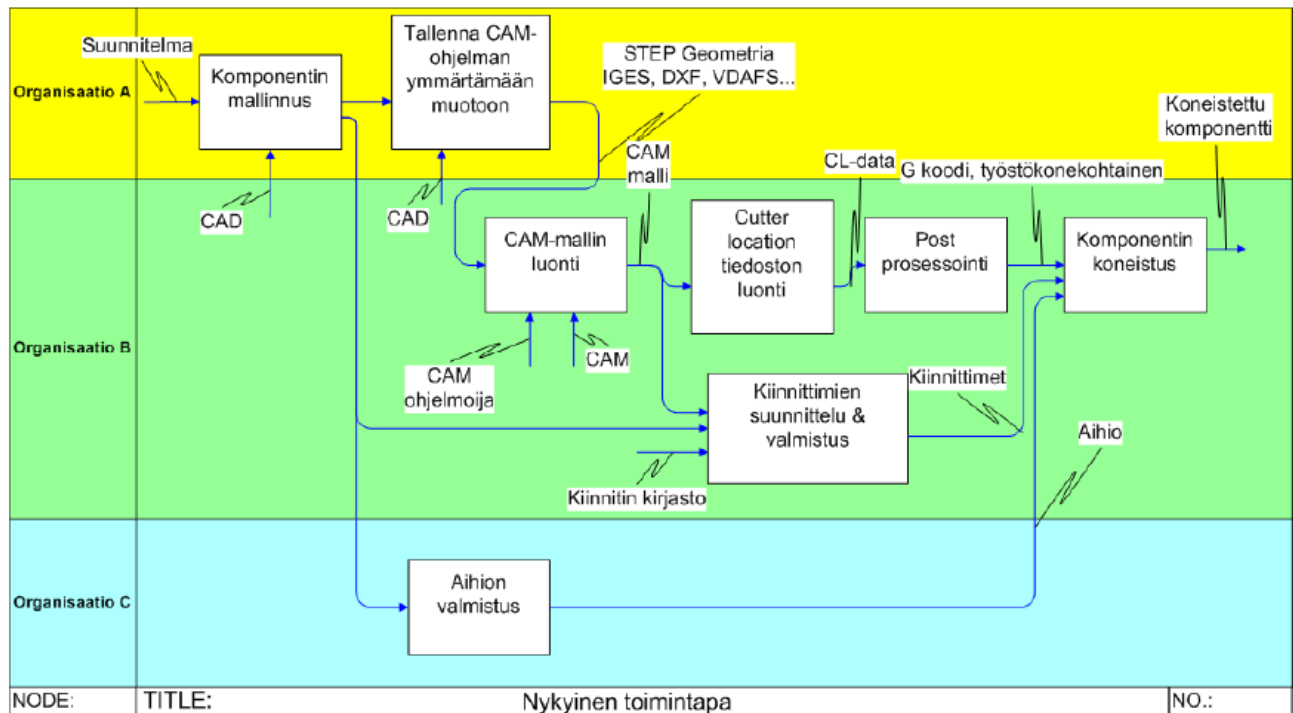 Organisaatio A
Suunnitelma
Komponentin
mallinnus
CAD
Tallenna CAM-
ohjelman
ymmärtämään
muotoon
CAD
STEP Geometria
IGES, DXF, VDAFS...
Koneistettu
komponentti
Organisaatio B
CAM
malli
CL-data
G koodi, työstökonekohtainen
CAM-mallin
luonti
Cutter
location
tiedoston
luonti
Post
prosessointi
Komponentin
koneistus
CAM
ohjelmoija
CAM
Kiinnittimien
suunnittelu &
valmistus
Kiinnittimet
Aihio
Kiinnitin kirjasto
Organisaatio C
Aihion
valmistus
NODE:
TITLE:
Nykyinen toimintapa
NO.: